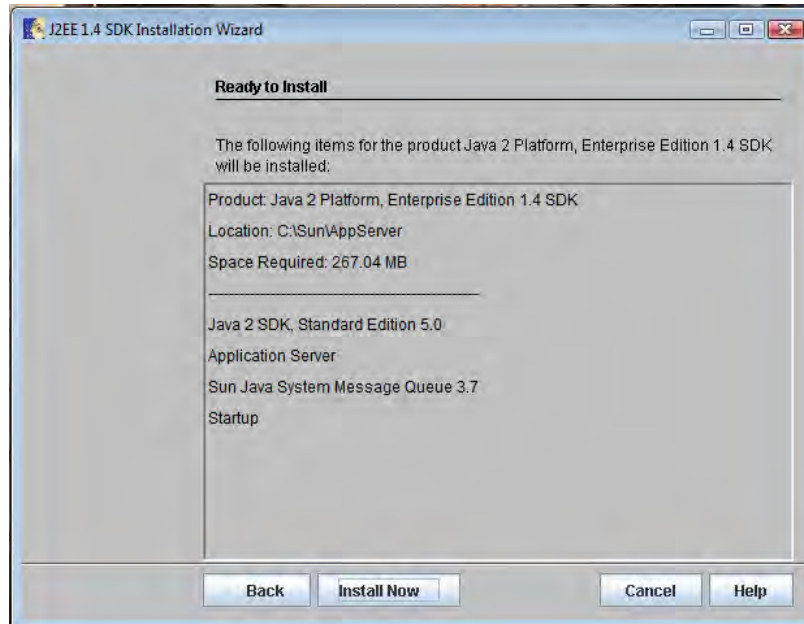 J2EE 1.4 SDK Installation Wizard
Ready to Install
The following items for the product Java 2 Platform, Enterprise Edition 1.4 SDK
will be installed:
Product: Java 2 Platform, Enterprise Edition 1.4 SDK
Location: C:\Sun\AppServer
Space Required: 267.04 MB
Java 2 SDK, Standard Edition 5.0
Application Server
Sun Java System Message Queue 3.7
Startup
Back Install Now Cancel Help